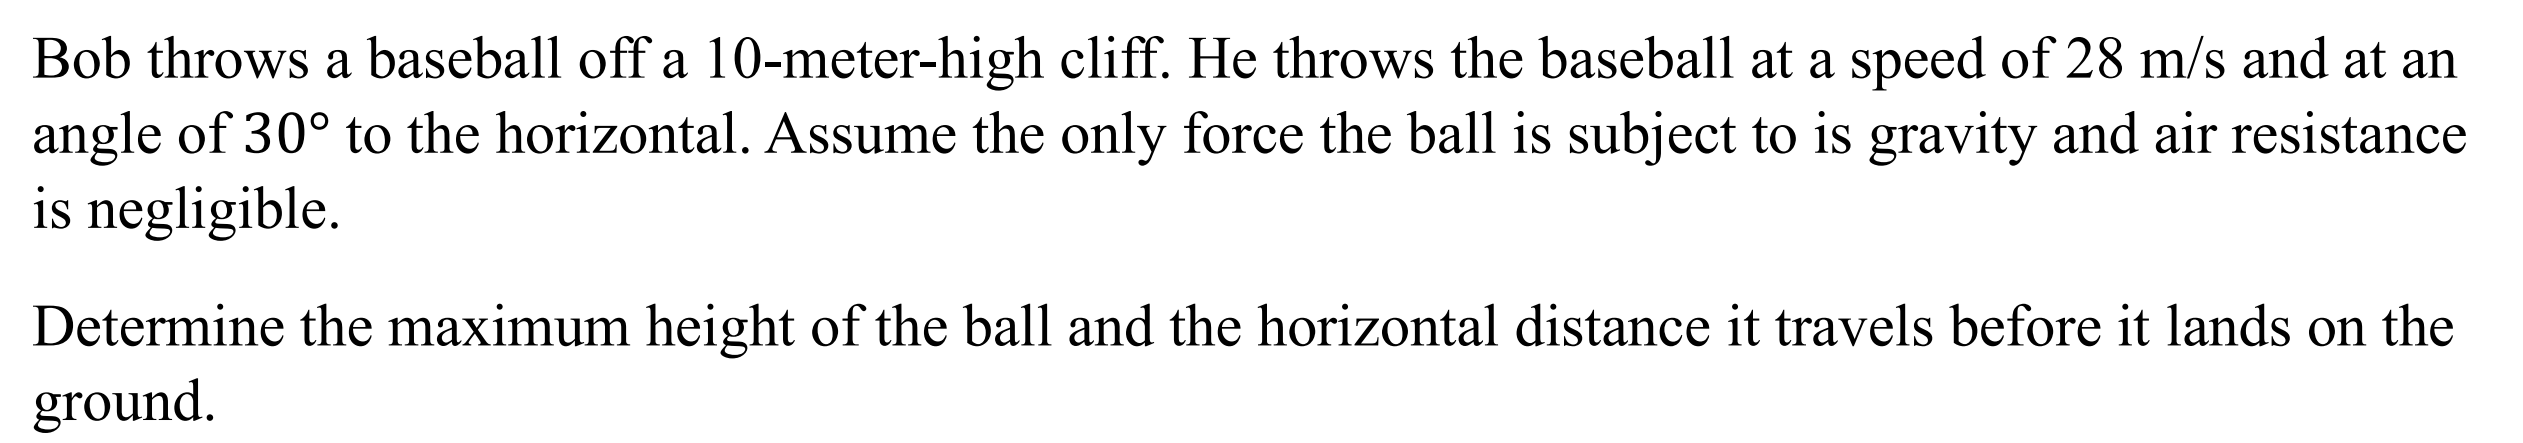 Bob throws a baseball off a 10-meter-high cliff. He throws the baseball at a speed of 28 m/s and at an
angle of 30° to the horizontal. Assume the only force the ball is subject to is gravity and air resistance
is negligible.
Determine the maximum height of the ball and the horizontal distance it travels before it lands on the
ground.